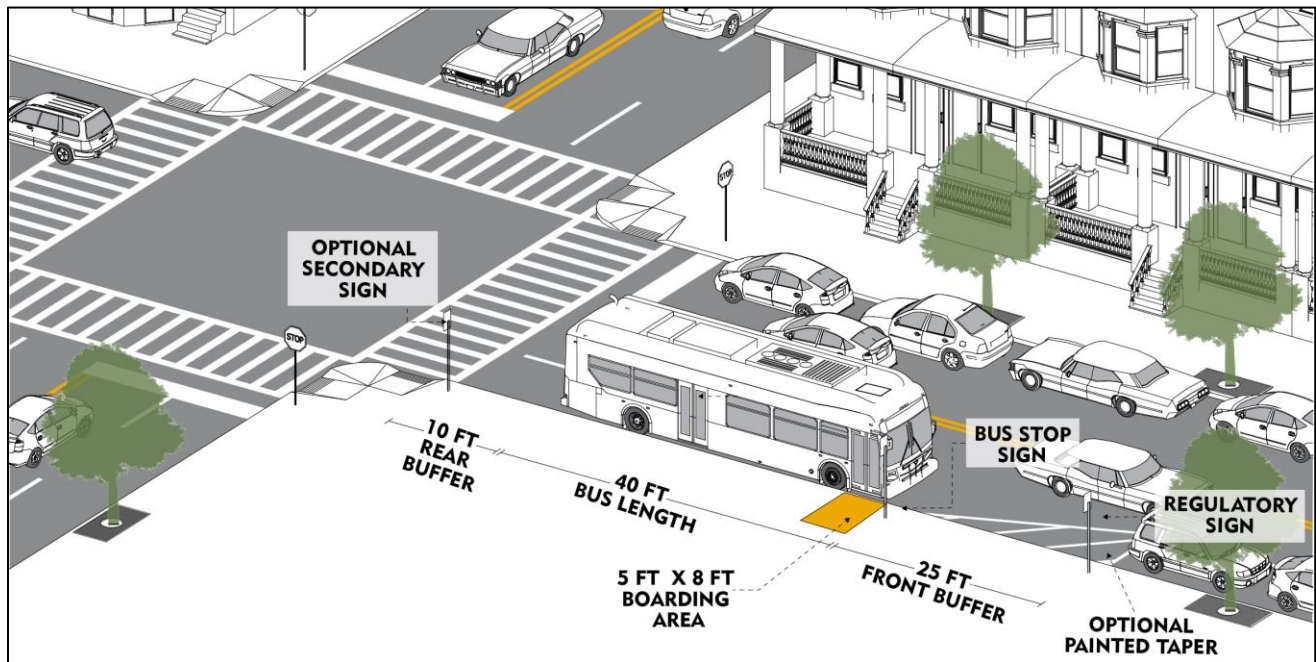 STOP
OPTIONAL
SECONDARY
SIGN
STOP
10 FT
REAR
BUFFER
40 FT
BUS LENGTH
BUS STOP
SIGN
REGULATORY
SIGN
5 FT X 8 FT
BOARDING
AREA
25 FT
FRONT BUFFER
OPTIONAL
PAINTED TAPER